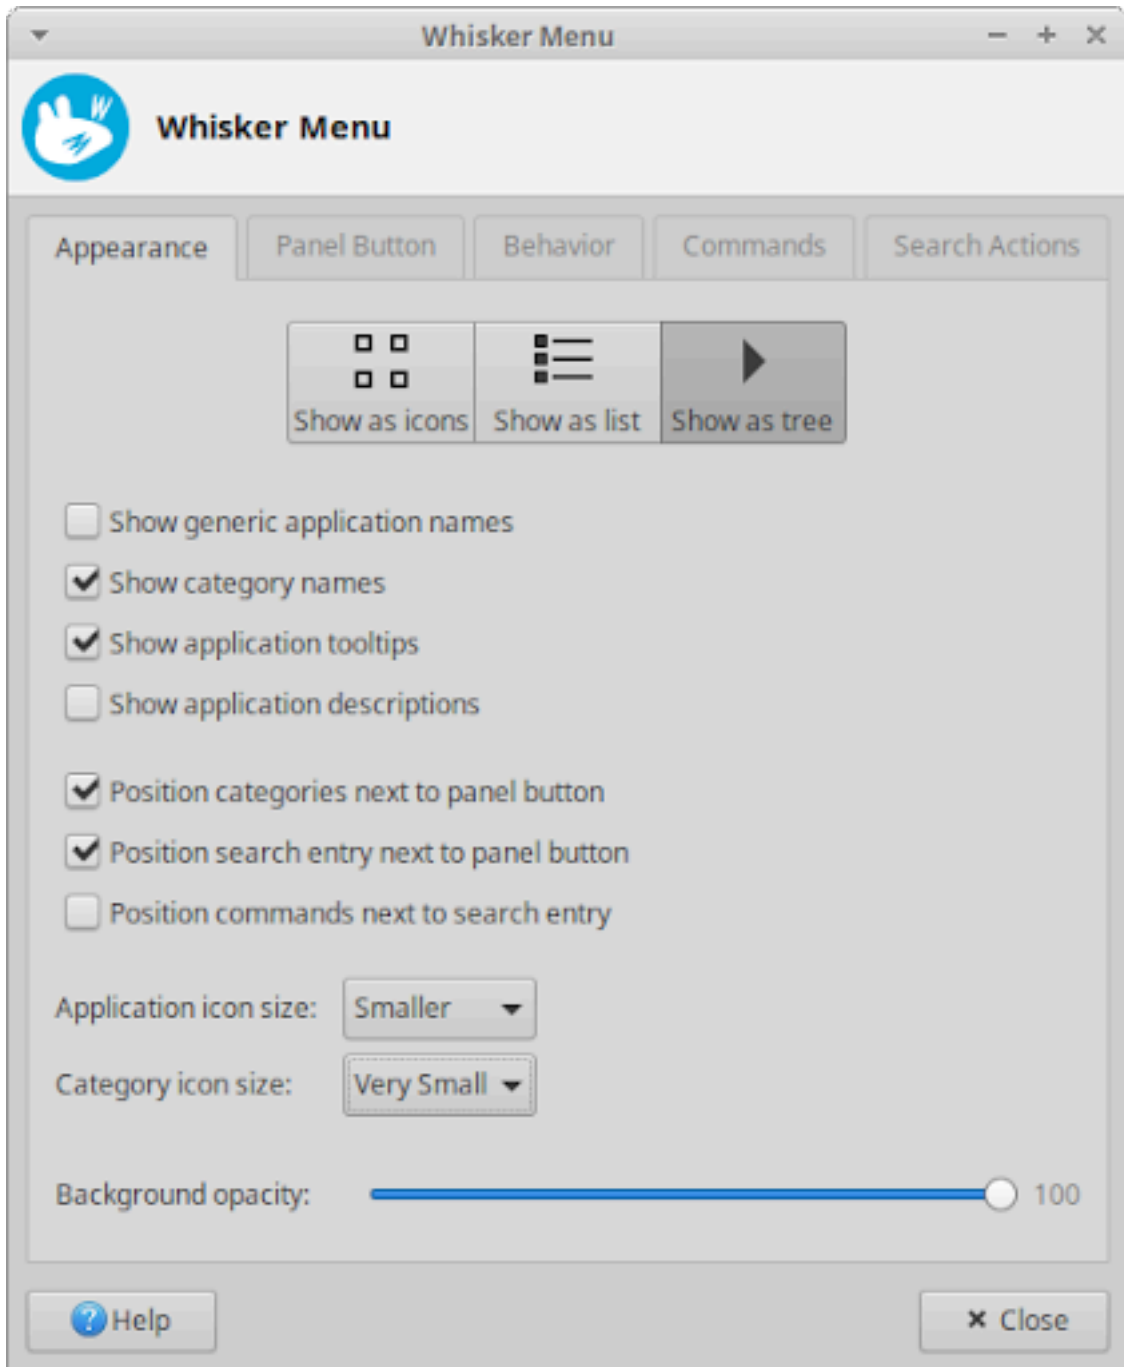 Whisker Menu
Whisker Menu
Appearance Panel Button Behavior Commands Search Actions
Show as icons Show as list Show as tree
Show generic application names
Show category names
Show application tooltips
Show application descriptions
Position categories next to panel button
Position search entry next to panel button
Position commands next to search entry
Application icon size: Smaller
Category icon size: Very Small
Background opacity: 100
Help Close